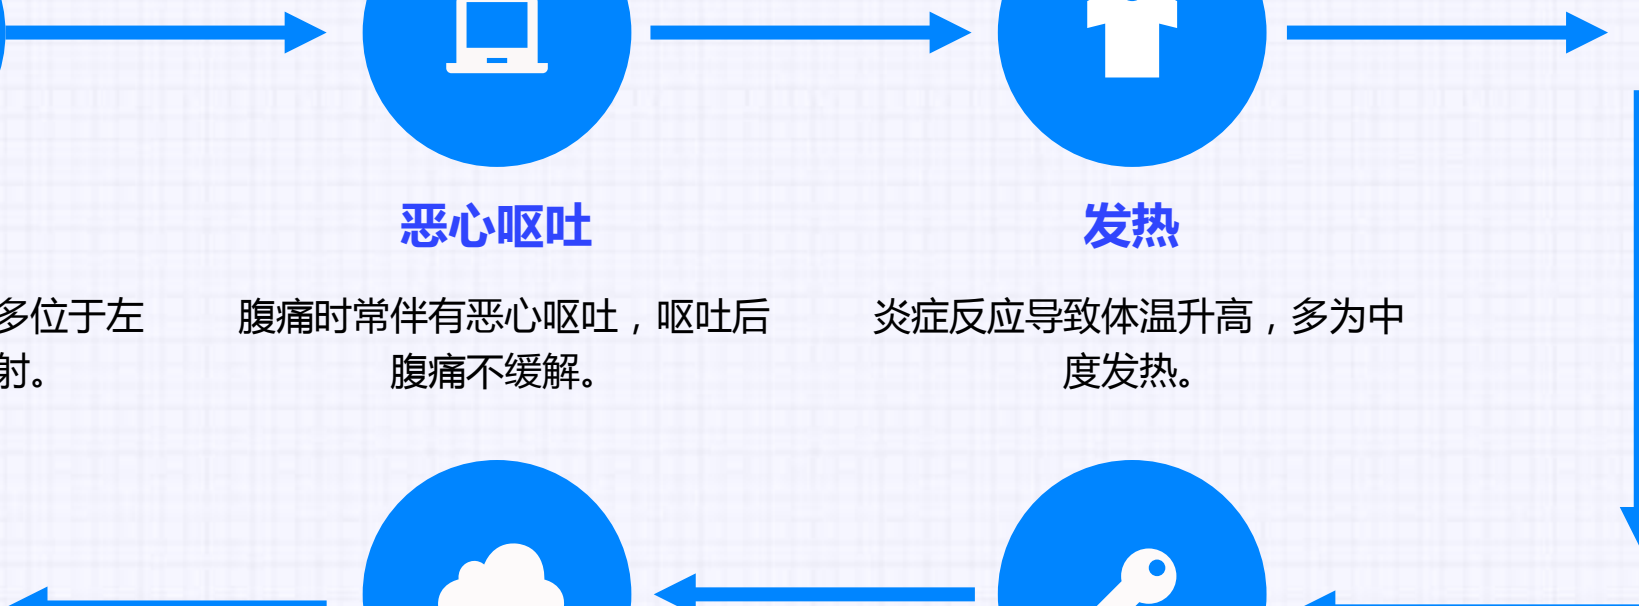 恶心呕吐
发热
多位于左
射。
腹痛时常伴有恶心呕吐，呕吐后
腹痛不缓解。
炎症反应导致体温升高，多为中
度发热。